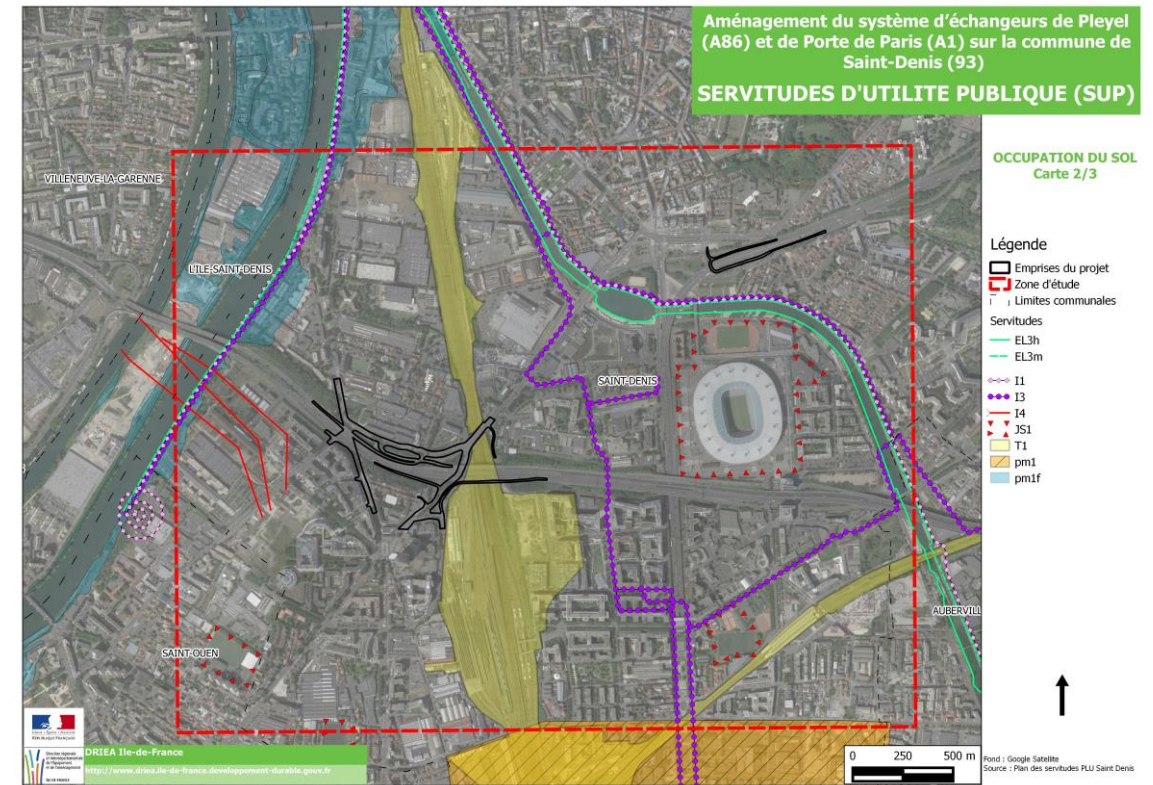 Aménagement du système d'échangeurs de Pleyel
(A86) et de Porte de Paris (A1) sur la commune de
Saint-Denis (93)
SERVITUDES D'UTILITE PUBLIQUE (SUP)
OCCUPATION DU SOL
Carte 2/3
VILLENEUVE-LA-GARENNE
L'ILE-SAINT-DENIS
SAINT-DENIS
AUBERVILL
SAINT-OUEN
Légende
Emprises du projet
Zone d'étude
Limites communales
Servitudes
EL3h
EL3m
I1
I3
I4
JS1
T1
pm1
pm1f
DRIEA Ile-de-France
http://www.driea.ile-de-france.developpement-durable.gouv.fr
0 250 500 m
Fond : Google Satellite
Source : Plan des servitudes PLU Saint Denis